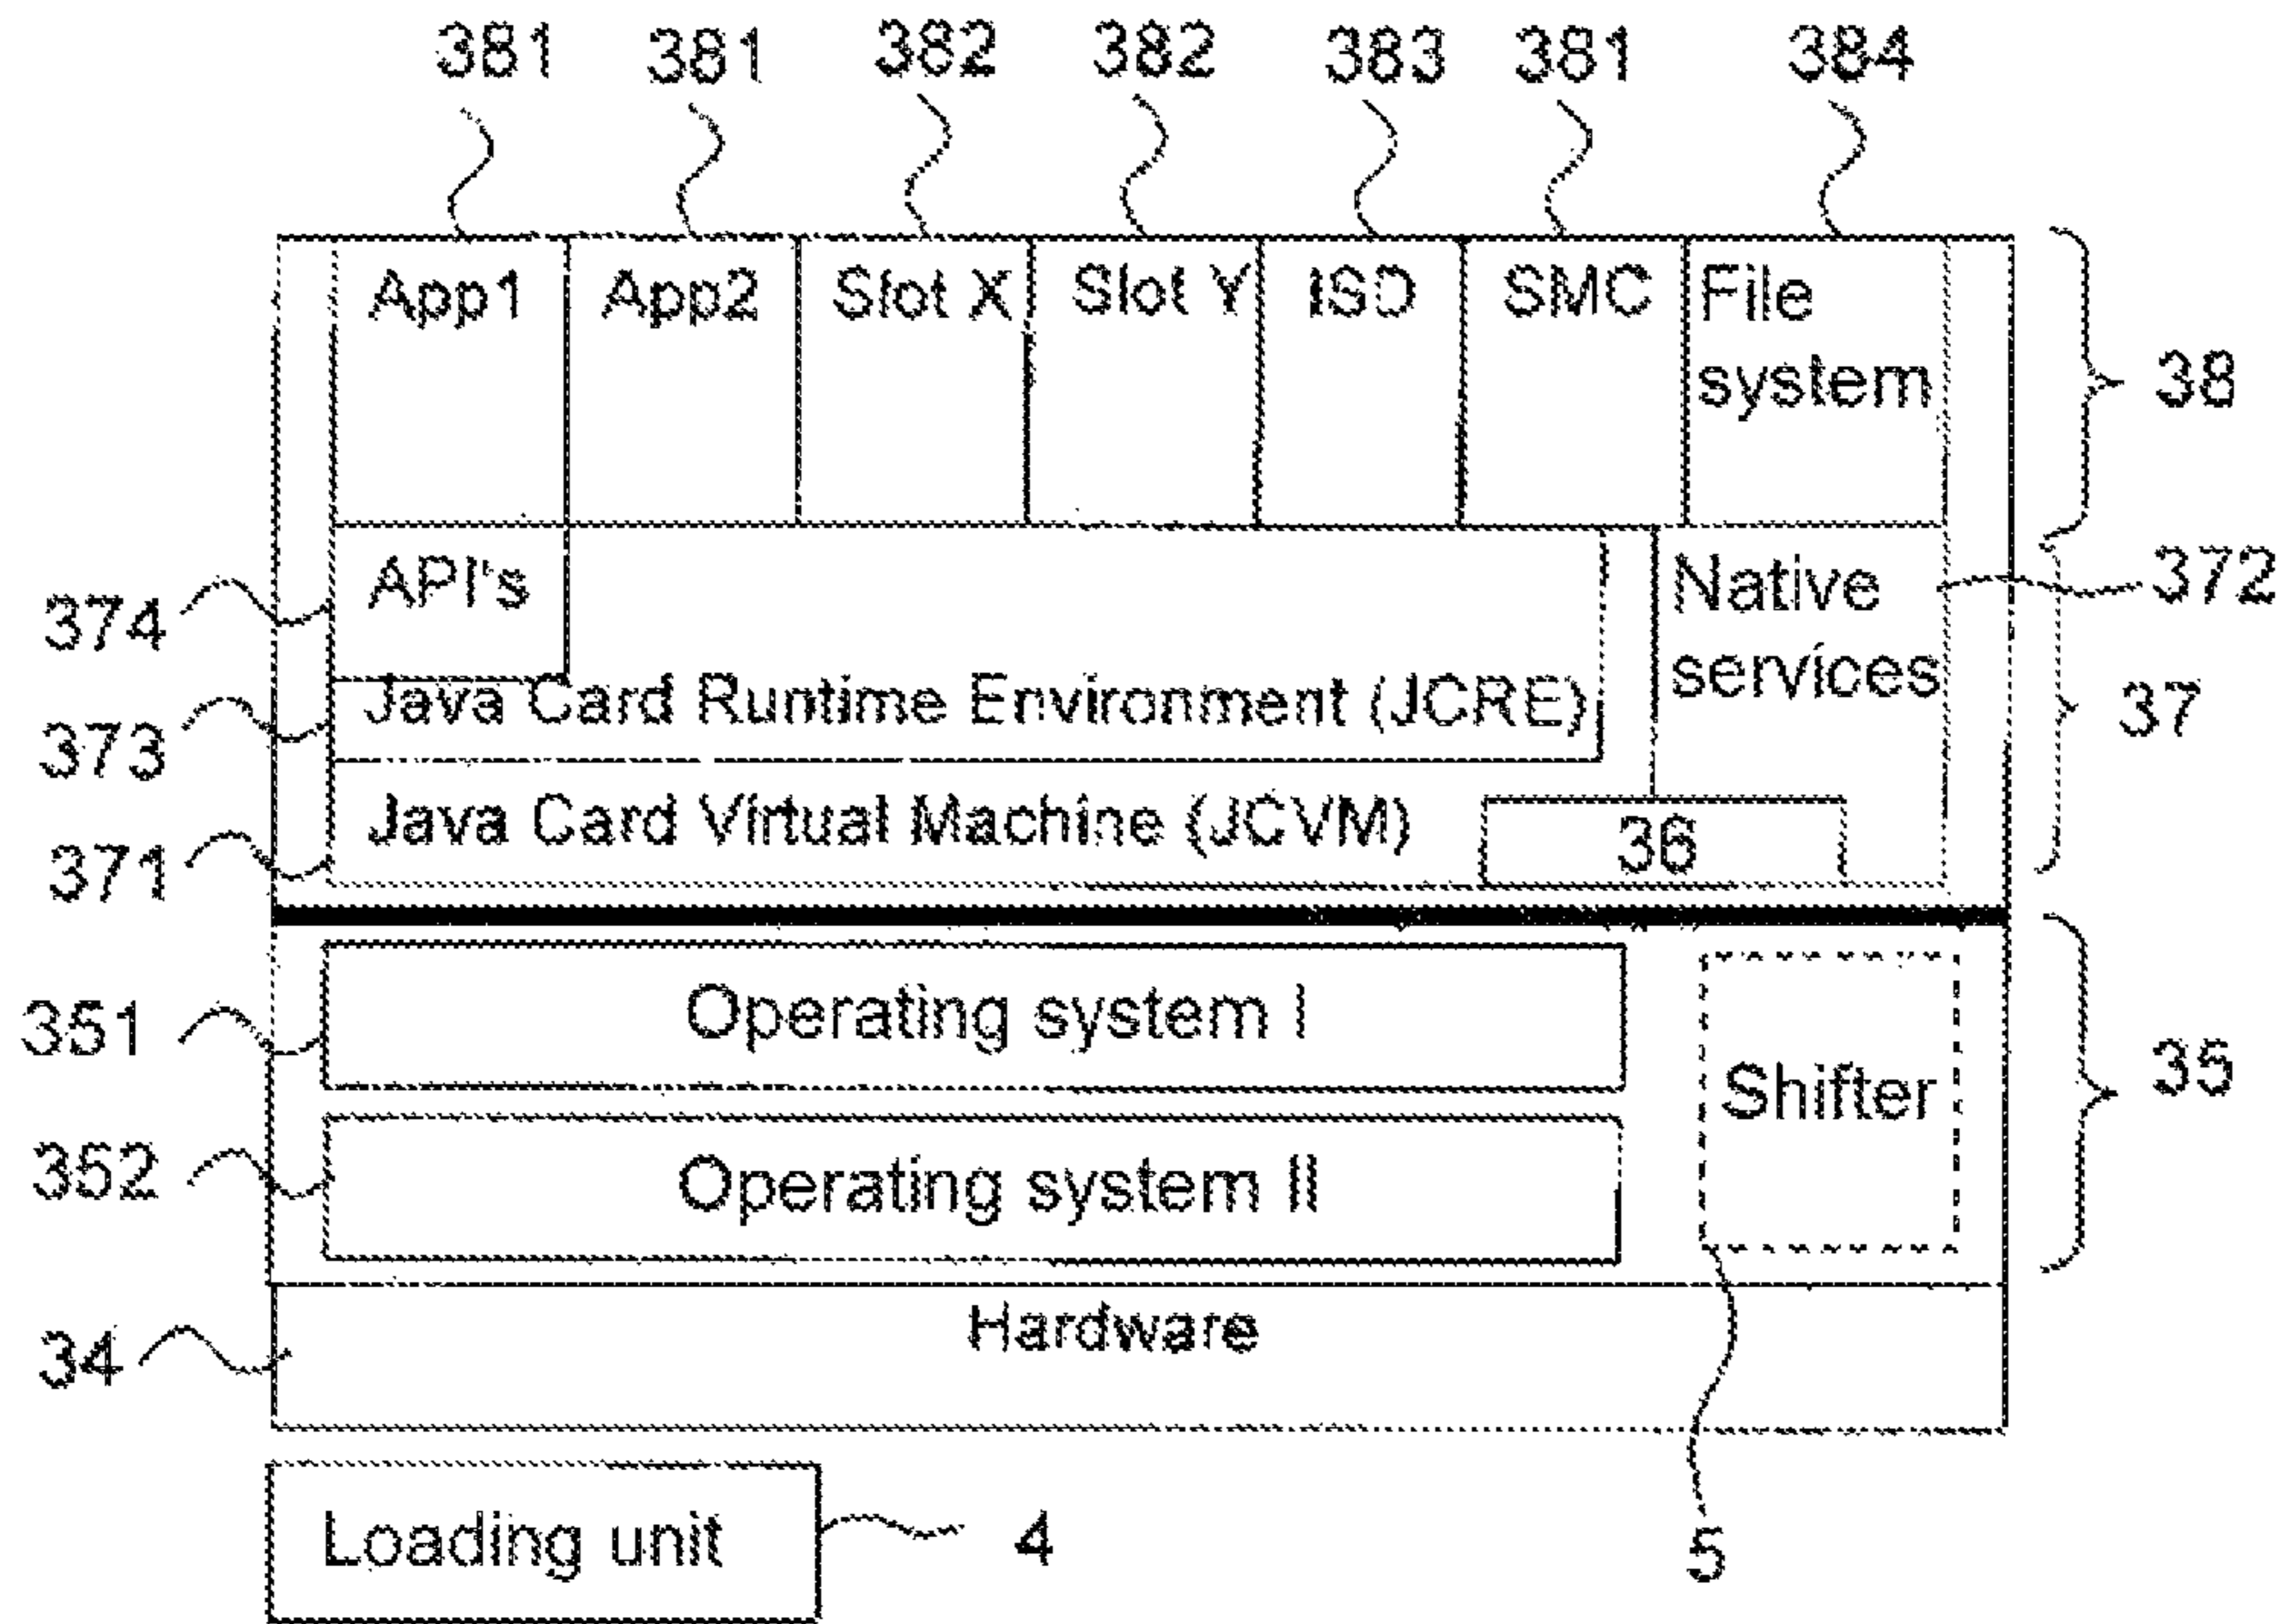 381 381 382 382 383 381 384
App1 App2 Slot X Slot Y ISD SMC File
system
38
API's Native
services
372
374
Java Card Runtime Environment (JCRE)
373
37
Java Card Virtual Machine (JCVM)
36
371
Operating system I
351
Shifter
35
Operating system II
352
Hardware
34
Loading unit
4
5